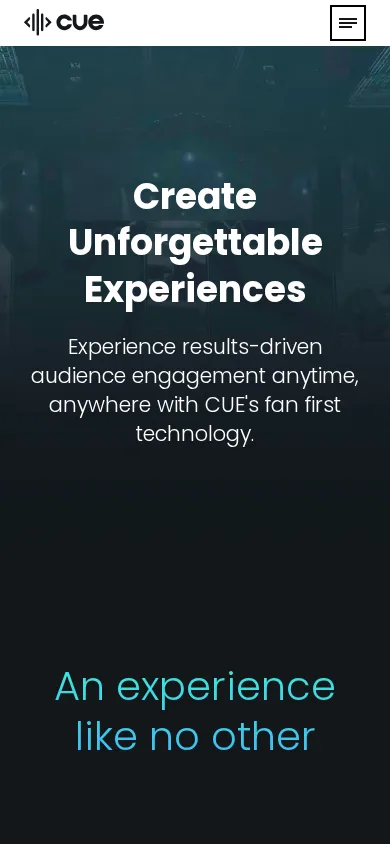 cue
Create
Unforgettable
Experiences
Experience results-driven
audience engagement anytime,
anywhere with CUE's fan first
technology.
An experience
like no other